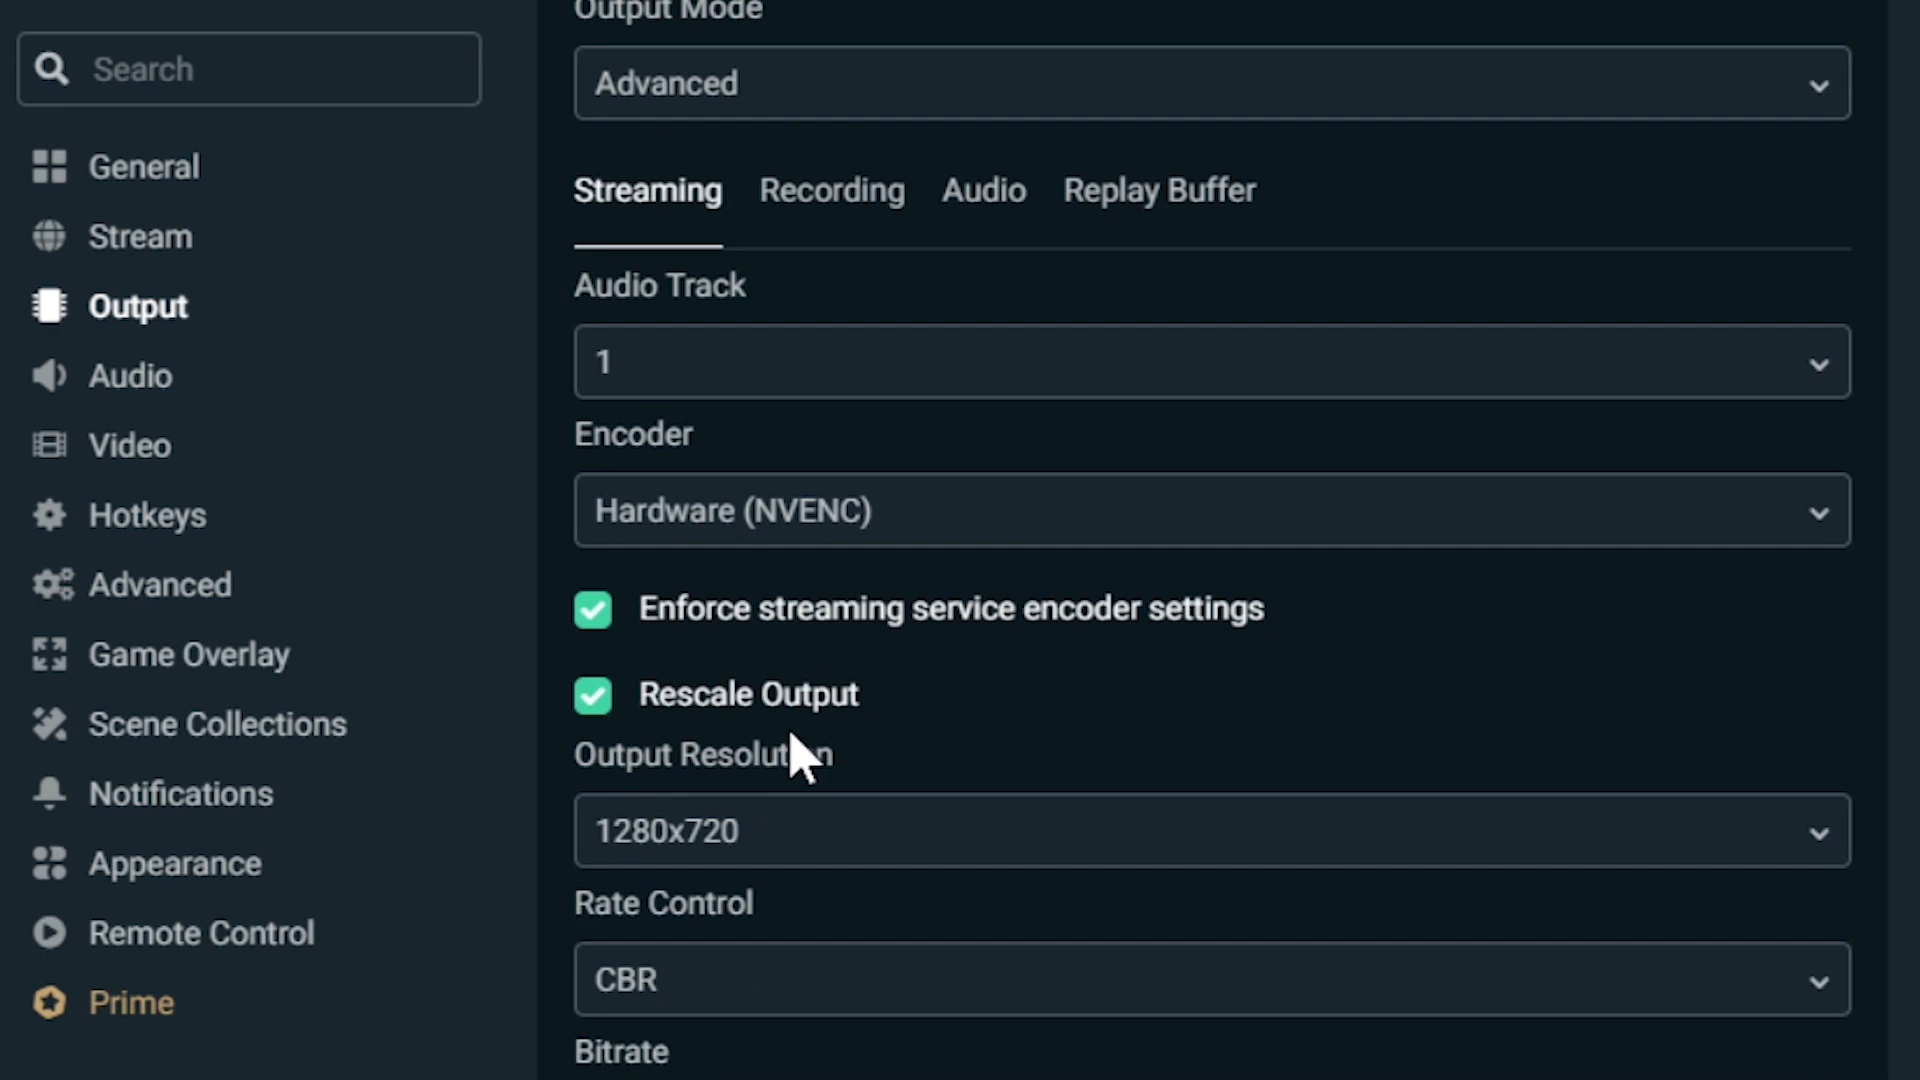 Search
General
Stream
Output
Audio
Video
Hotkeys
Advanced
Game Overlay
Scene Collections
Notifications
Appearance
Remote Control
Prime
Output Mode
Advanced
Streaming Recording Audio Replay Buffer
Audio Track
1
Encoder
Hardware (NVENC)
Enforce streaming service encoder settings
Rescale Output
Output Resolution
1280x720
Rate Control
CBR
Bitrate